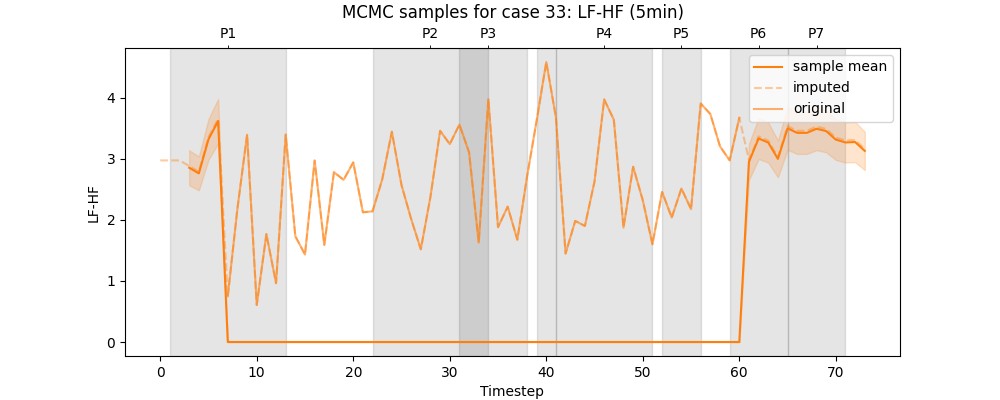 MCMC samples for case 33: LF-HF (5min)
P1 P2 P3 P4 P5 P6 P7
sample mean
imputed
original
LF-HF
4
3
2
1
0
0 10 20 30 40 50 60 70
Timestep